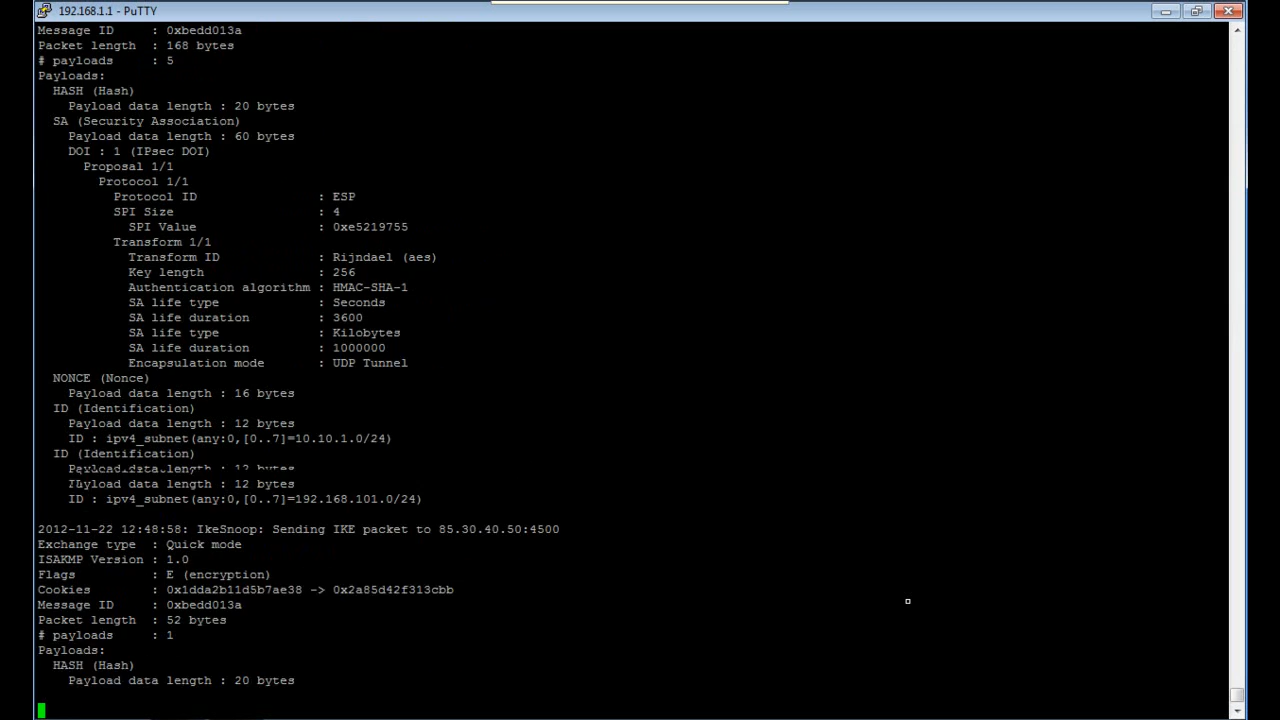 192.168.1.1 - PuTTY
Message ID : 0xbedd013a
Packet length : 168 bytes
# payloads : 5
Payloads:
HASH (Hash)
Payload data length : 20 bytes
SA (Security Association)
Payload data length : 60 bytes
DOI : 1 (IPsec DOI)
Proposal 1/1
Protocol 1/1
Protocol ID : ESP
SPI Size : 4
SPI Value : 0xe5219755
Transform 1/1
Transform ID : Rijndael (aes)
Key length : 256
Authentication algorithm : HMAC-SHA-1
SA life type : Seconds
SA life duration : 3600
SA life type : Kilobytes
SA life duration : 1000000
Encapsulation mode : UDP Tunnel
NONCE (Nonce)
Payload data length : 16 bytes
ID (Identification)
Payload data length : 12 bytes
ID : ipv4_subnet(any:0,[0..7]=10.10.1.0/24)
ID (Identification)
Payload data length : 12 bytes
Payload data length : 12 bytes
ID : ipv4_subnet(any:0,[0..7]=192.168.101.0/24)
2012-11-22 12:48:58: IkeSnoop: Sending IKE packet to 85.30.40.50:4500
Exchange type : Quick mode
ISAKMP Version : 1.0
Flags : E (encryption)
Cookies : 0x1dda2b11d5b7ae38 -> 0x2a85d42f313cbb
Message ID : 0xbedd013a
Packet length : 52 bytes
# payloads : 1
Payloads:
HASH (Hash)
Payload data length : 20 bytes